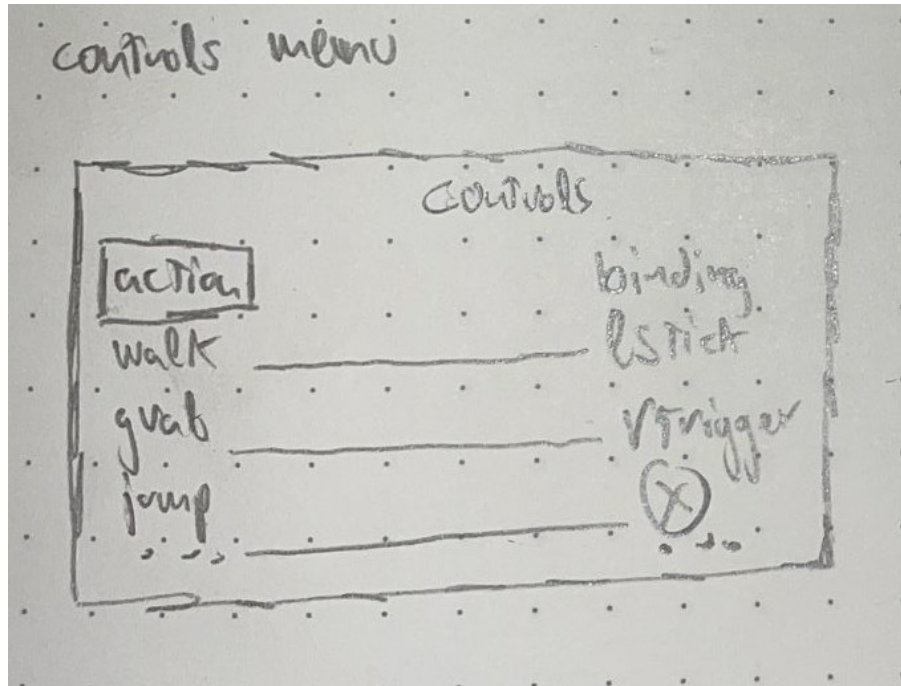 controls menu
controls
action binding
walk lstick
grab rtrigger
jump X
... ...